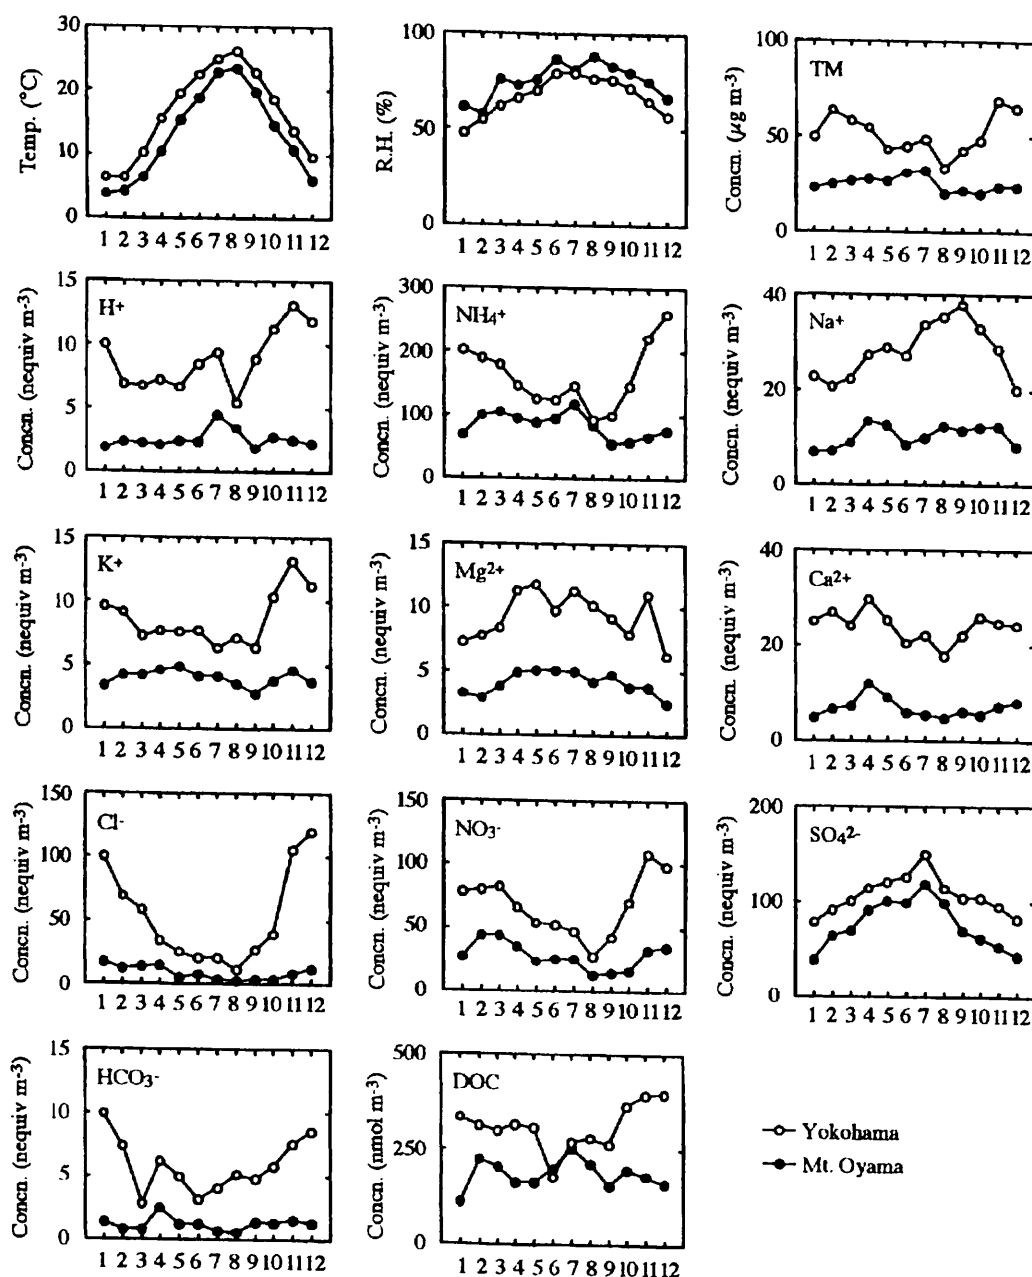 30
20
10
0
Temp. (°C)
1 2 3 4 5 6 7 8 9 10 11 12
100
50
0
R.H. (%)
1 2 3 4 5 6 7 8 9 10 11 12
100
50
0
Concn. (µg m-3)
TM
1 2 3 4 5 6 7 8 9 10 11 12
15
10
5
0
Concn. (nequiv m-3)
H+
1 2 3 4 5 6 7 8 9 10 11 12
300
200
100
0
Concn. (nequiv m-3)
NH4+
1 2 3 4 5 6 7 8 9 10 11 12
40
20
0
Concn. (nequiv m-3)
Na+
1 2 3 4 5 6 7 8 9 10 11 12
15
10
5
0
Concn. (nequiv m-3)
K+
1 2 3 4 5 6 7 8 9 10 11 12
15
10
5
0
Concn. (nequiv m-3)
Mg2+
1 2 3 4 5 6 7 8 9 10 11 12
40
20
0
Concn. (nequiv m-3)
Ca2+
1 2 3 4 5 6 7 8 9 10 11 12
150
100
50
0
Concn. (nequiv m-3)
Cl-
1 2 3 4 5 6 7 8 9 10 11 12
150
100
50
0
Concn. (nequiv m-3)
NO3-
1 2 3 4 5 6 7 8 9 10 11 12
200
100
0
Concn. (nequiv m-3)
SO42-
1 2 3 4 5 6 7 8 9 10 11 12
15
10
5
0
Concn. (nequiv m-3)
HCO3-
1 2 3 4 5 6 7 8 9 10 11 12
500
250
0
Concn. (nmol m-3)
DOC
1 2 3 4 5 6 7 8 9 10 11 12
Yokohama
Mt. Oyama